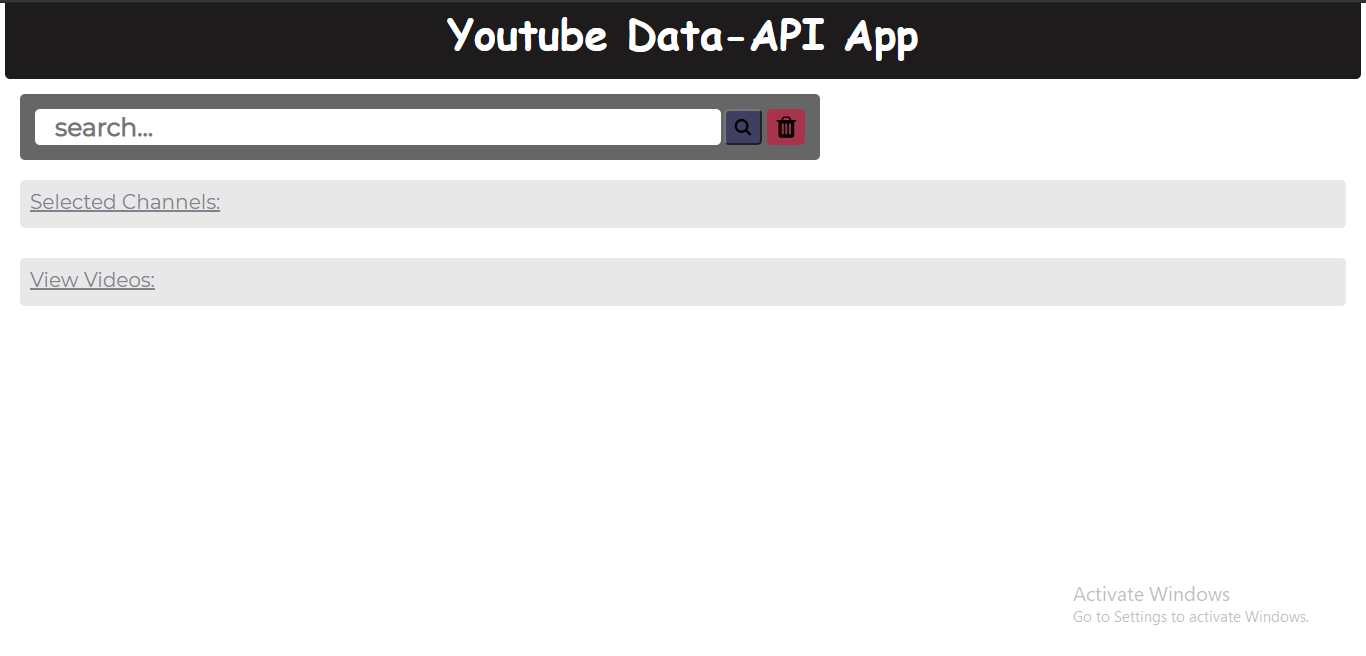 Youtube Data-API App
search...
Selected Channels:
View Videos:
Activate Windows
Go to Settings to activate Windows.